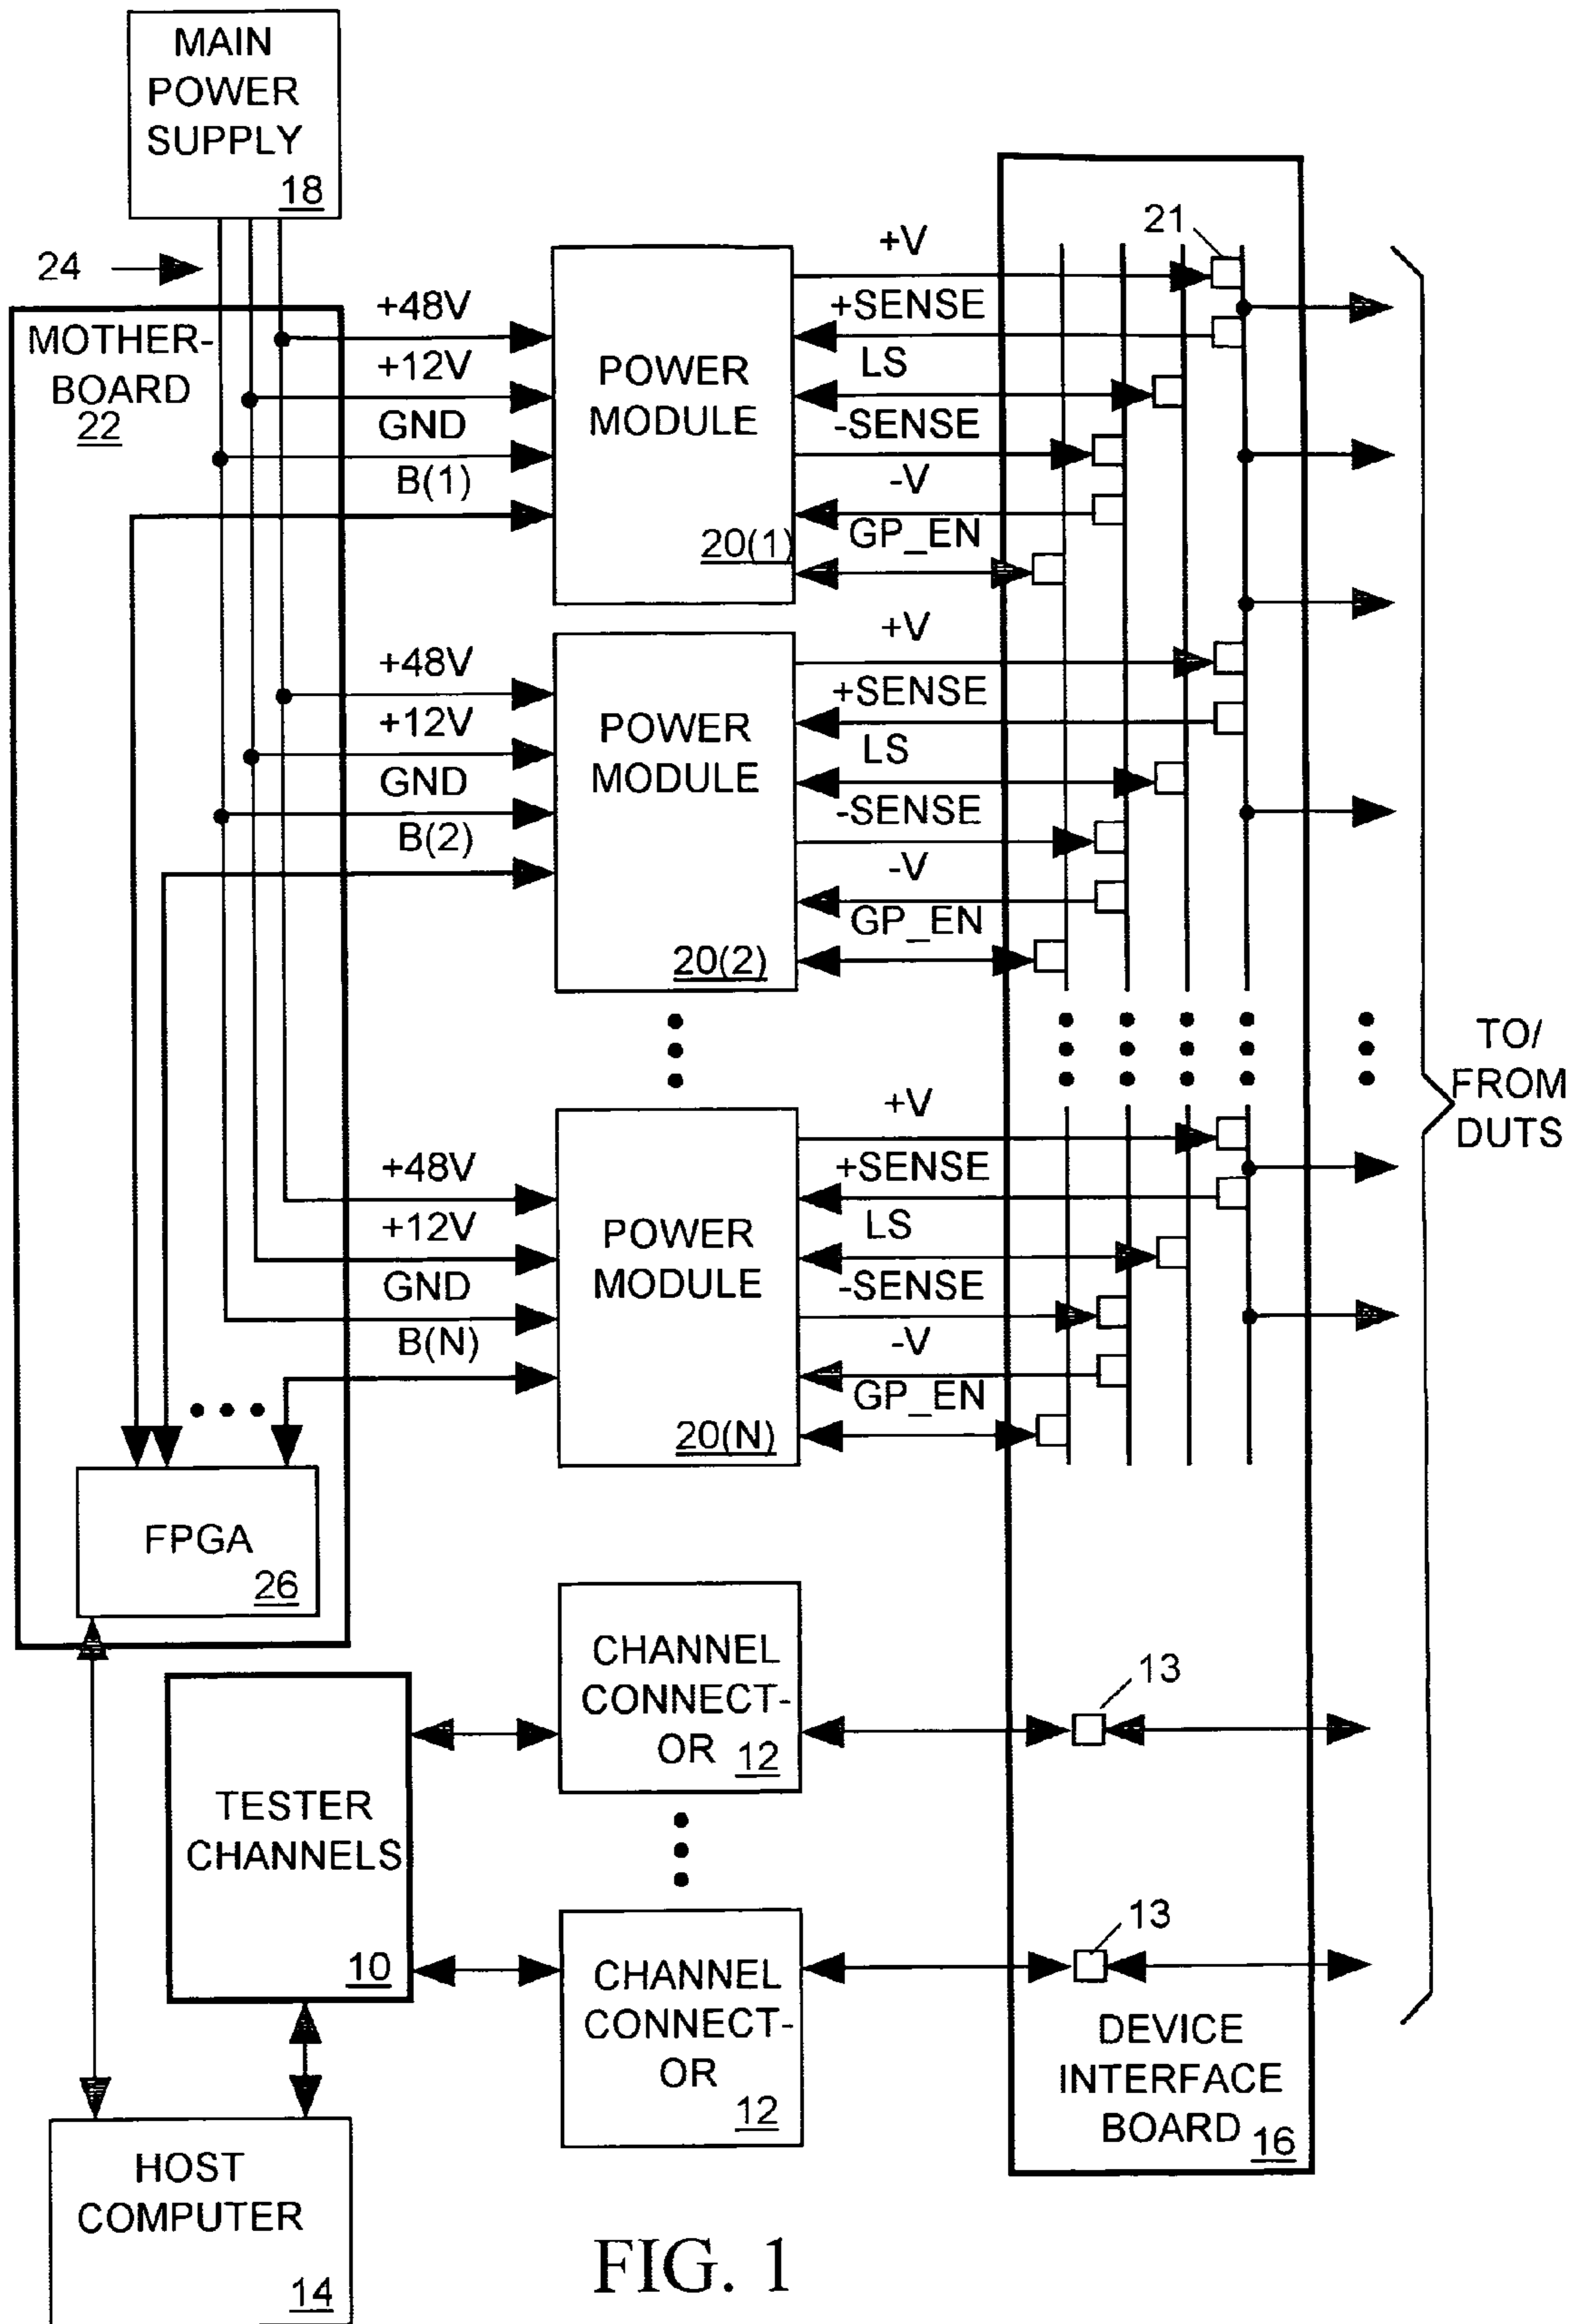 MAIN
POWER
SUPPLY
18
24
MOTHER-
BOARD
22
+48V
+12V
GND
B(1)
POWER
MODULE
20(1)
+V
+SENSE
LS
-SENSE
-V
GP_EN
21
+48V
+12V
GND
B(2)
POWER
MODULE
20(2)
+V
+SENSE
LS
-SENSE
-V
GP_EN
+48V
+12V
GND
B(N)
POWER
MODULE
20(N)
+V
+SENSE
LS
-SENSE
-V
GP_EN
TO/
FROM
DUTS
FPGA
26
TESTER
CHANNELS
10
CHANNEL
CONNECT-
OR 12
13
CHANNEL
CONNECT-
OR
12
13
DEVICE
INTERFACE
BOARD 16
HOST
COMPUTER
14
FIG. 1